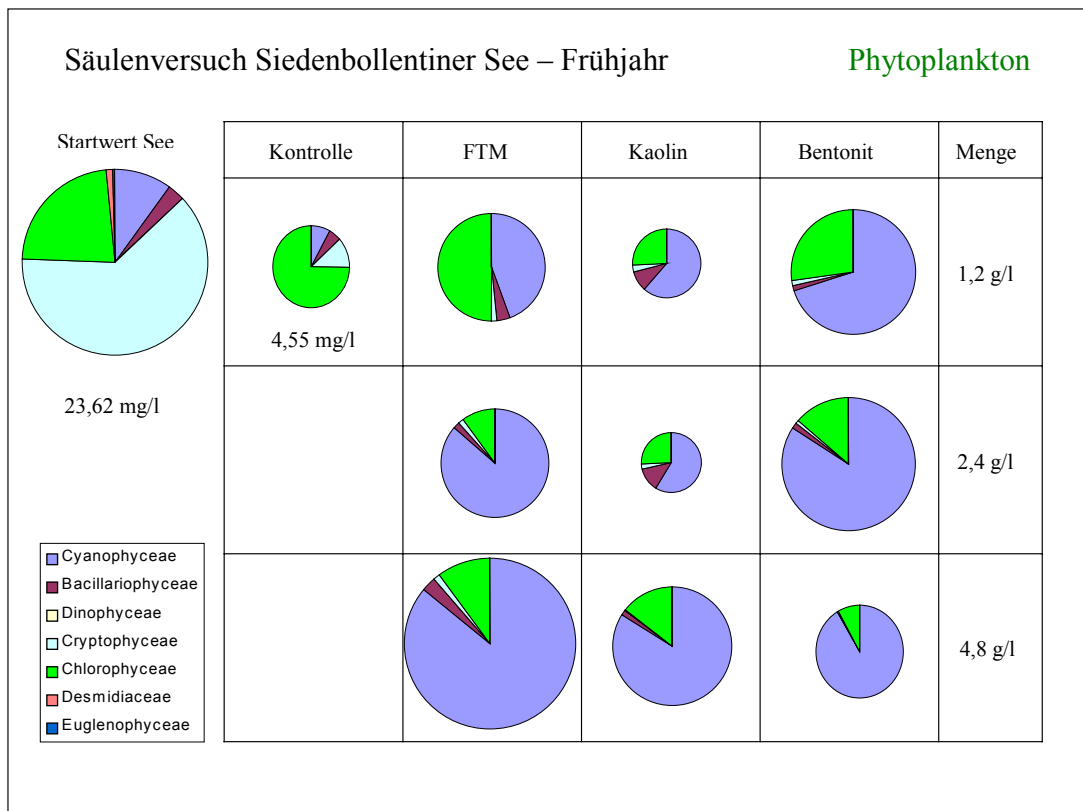 Säulenversuch Siedenbollentiner See – Frühjahr Phytoplankton
Startwert See
23,62 mg/l
Kontrolle FTM Kaolin Bentonit Menge
4,55 mg/l
1,2 g/l
2,4 g/l
4,8 g/l
Cyanophyceae
Bacillariophyceae
Dinophyceae
Cryptophyceae
Chlorophyceae
Desmidiaceae
Euglenophyceae